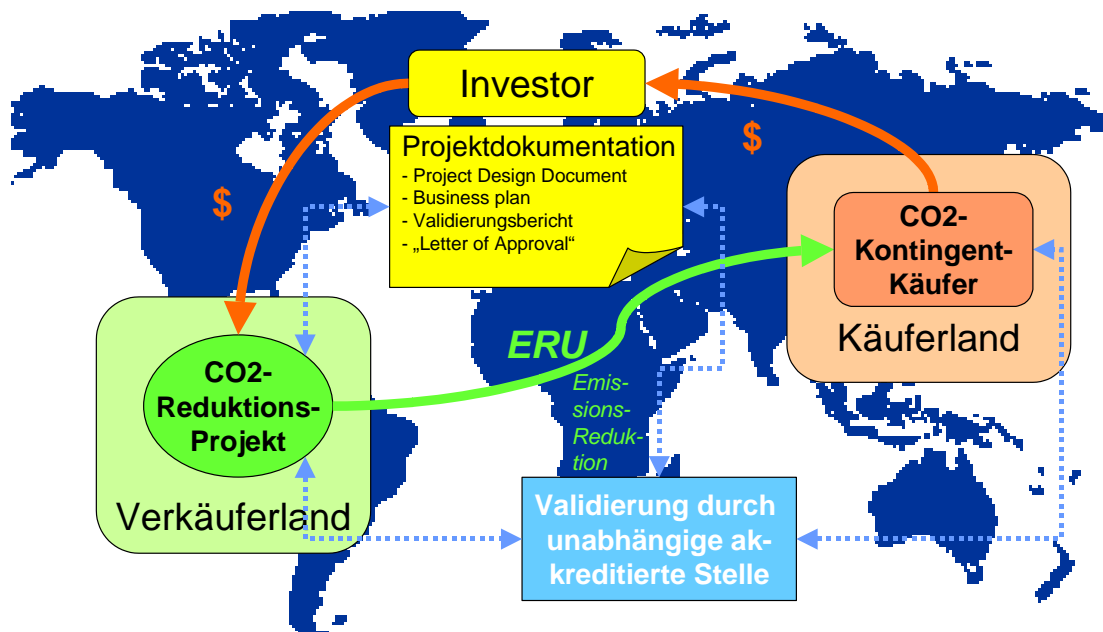 Investor
Projektdokumentation
- Project Design Document
- Business plan
- Validierungsbericht
- „Letter of Approval“
$
$
CO2-
Kontingent-
Käufer
Käuferland
ERU
Emis-
sions-
Reduk-
tion
CO2-
Reduktions-
Projekt
Verkäuferland
Validierung durch
unabhängige ak-
kreditierte Stelle